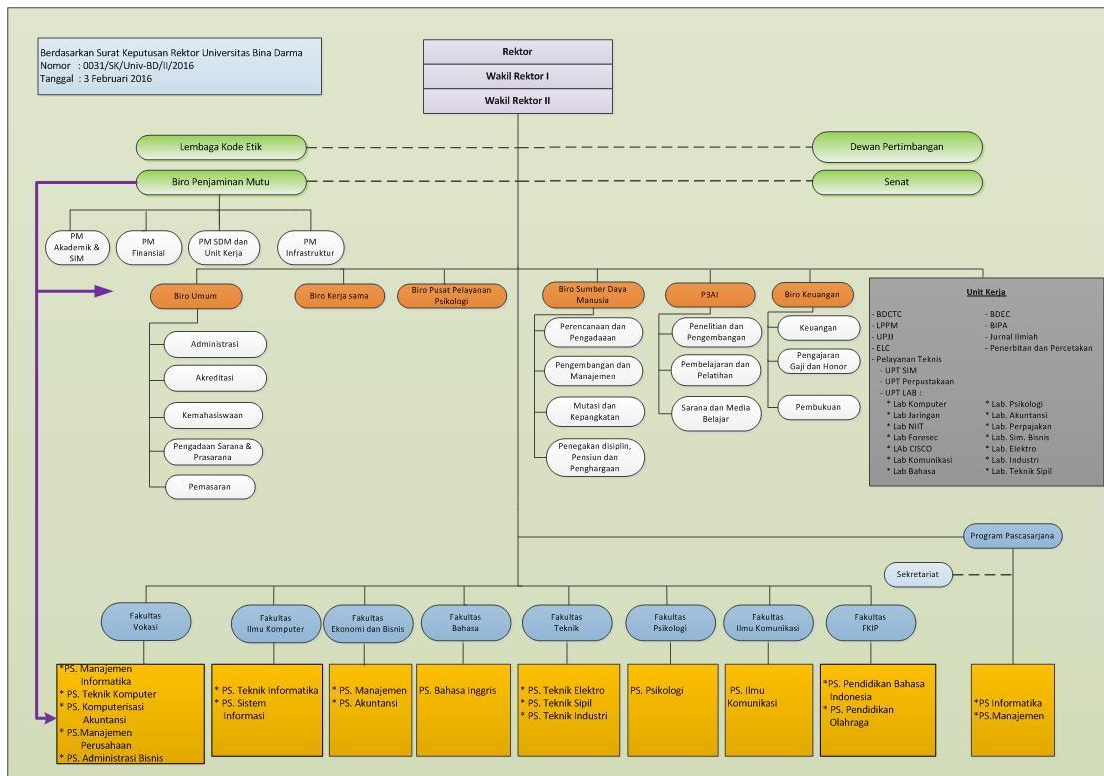 Berdasarkan Surat Keputusan Rektor Universitas Bina Darma
Nomor : 0031/SK/Univ-BD/II/2016
Tanggal : 3 Februari 2016
Rektor
Wakil Rektor I
Wakil Rektor II
Lembaga Kode Etik
Dewan Pertimbangan
Biro Penjaminan Mutu
Senat
PM
Akademik &
SIM
PM
Finansial
PM SDM dan
Unit Kerja
PM
Infrastruktur
Biro Umum
Biro Kerja sama
Biro Pusat Pelayanan
Psikologi
Biro Sumber Daya
Manusia
P3AI
Biro Keuangan
Administrasi
Akreditasi
Kemahasiswaan
Pengadaan Sarana &
Prasarana
Pemasaran
Perencanaan dan
Pengadaaan
Pengembangan dan
Manajemen
Mutasi dan
Kepangkatan
Penegakan disiplin,
Pensiun dan
Penghargaan
Penelitian dan
Pengembangan
Pembelajaran dan
Pelatihan
Sarana dan Media
Belajar
Keuangan
Pengajaran
Gaji dan Honor
Pembukuan
Unit Kerja
- BDCTC
- LPPM
- UPJJ
- ELC
- Pelayanan Teknis
- UPT SIM
- UPT Perpustakaan
- UPT LAB :
* Lab Komputer
* Lab Jaringan
* Lab NIIT
* Lab Foresec
* LAb CISCO
* Lab Komunikasi
* Lab Bahasa
- BDEC
- BIPA
- Jurnal Ilmiah
- Penerbitan dan Percetakan
* Lab. Psikologi
* Lab. Akuntansi
* Lab. Perpajakan
* Lab. Sim. Bisnis
* Lab. Elektro
* Lab. Industri
* Lab. Teknik Sipil
Program Pascasarjana
Sekretariat
Fakultas
Vokasi
Fakultas
Ilmu Komputer
Fakultas
Ekonomi dan Bisnis
Fakultas
Bahasa
Fakultas
Teknik
Fakultas
Psikologi
Fakultas
Ilmu Komunikasi
Fakultas
FKIP
*PS. Manajemen
Informatika
* PS. Teknik Komputer
* PS. Komputerisasi
Akuntansi
*PS.Manajemen
Perusahaan
* PS. Administrasi Bisnis
* PS. Teknik Informatika
* PS. Sistem
Informasi
* PS. Manajemen
* PS. Akuntansi
PS. Bahasa Inggris
* PS. Teknik Elektro
* PS. Teknik Sipil
* PS. Teknik Industri
PS. Psikologi
PS. Ilmu
Komunikasi
*PS. Pendidikan Bahasa
Indonesia
* PS. Pendidikan
Olahraga
*PS Informatika
*PS.Manajemen